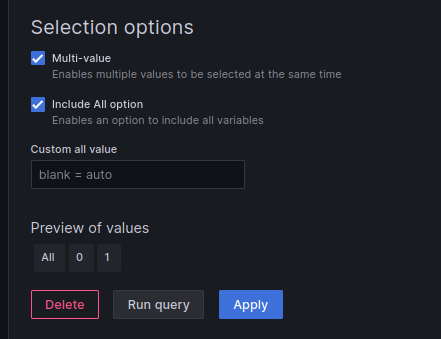 Selection options
Multi-value
Enables multiple values to be selected at the same time
Include All option
Enables an option to include all variables
Custom all value
blank = auto
Preview of values
All 0 1
Delete Run query Apply